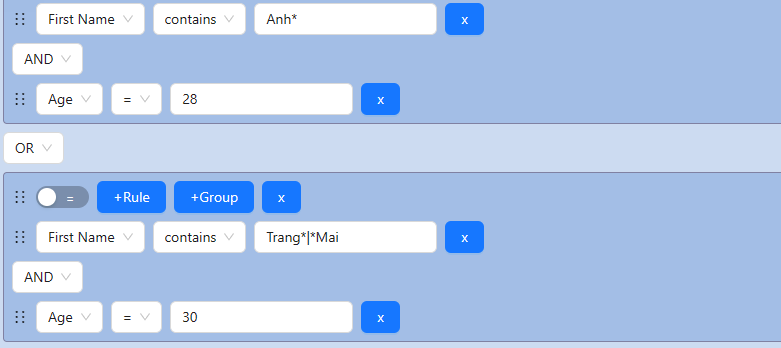 First Name contains Anh* x
AND
Age = 28 x
OR
= +Rule +Group x
First Name contains Trang*|*Mai x
AND
Age = 30 x